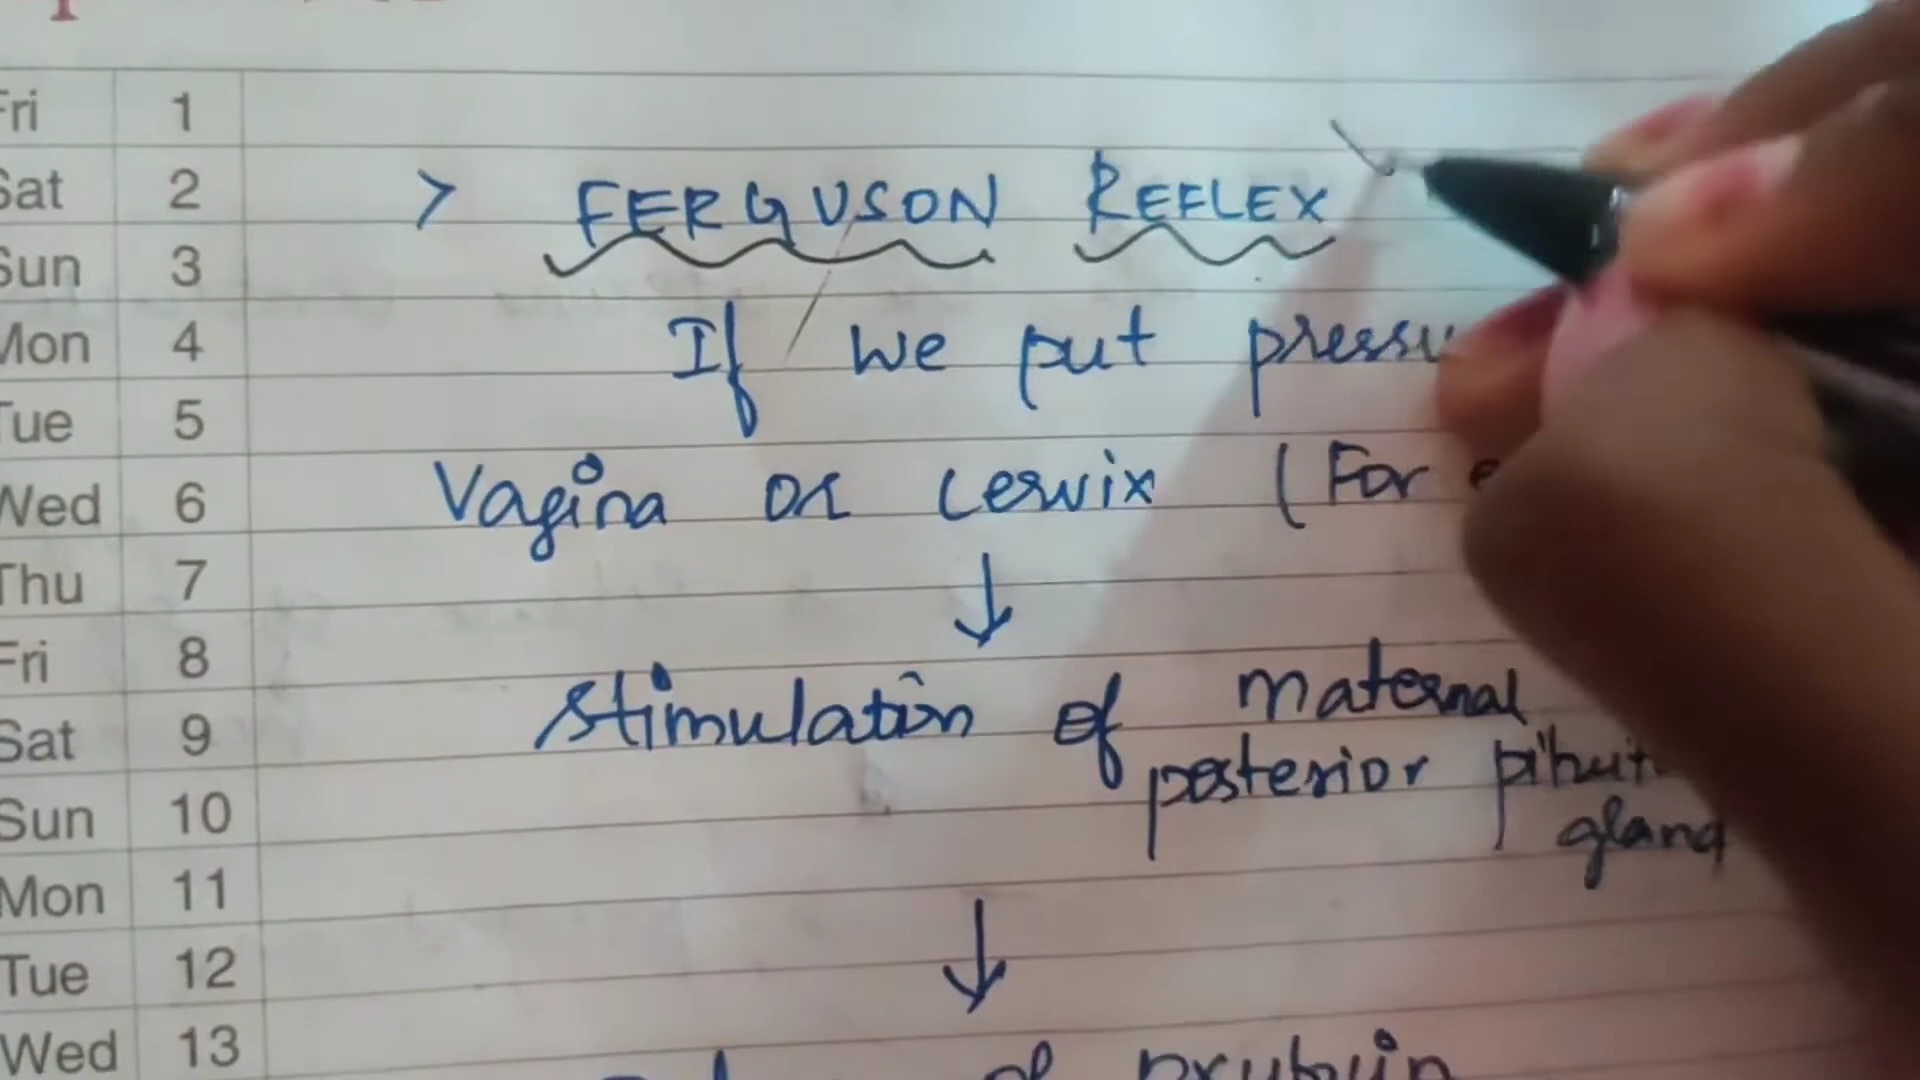 Fri 1
Sat 2 > FERGUSON REFLEX
Sun 3
Mon 4 If we put
Tue 5
Wed 6 Vagina or cervix (For
Thu 7
Fri 8
Sat 9 stimulation of maternal
posterior
Sun 10 gland
Mon 11
Tue 12
Wed 13 of